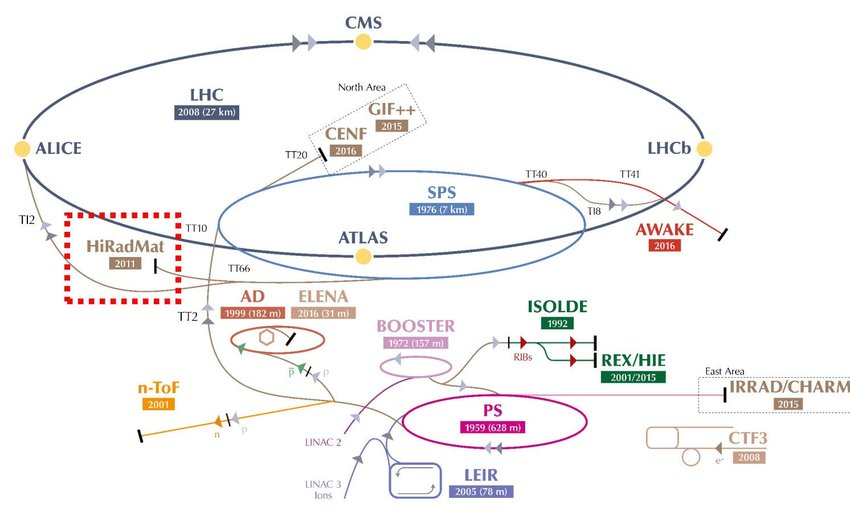 CMS
North Area
LHC
2008 (27 km)
GIF++
2015
CENF
2016
ALICE
LHCb
TT20
TT40
TT41
SPS
1976 (7 km)
TI8
TI2
TT10
AWAKE
2016
HiRadMat
2011
ATLAS
TT66
AD
1999 (182 m)
ELENA
2016 (31 m)
ISOLDE
1992
TT2
BOOSTER
1972 (157 m)
RIBs
REX/HIE
2001/2015
p
p
East Area
n-ToF
2001
IRRAD/CHARM
2015
PS
1959 (628 m)
n
p
LINAC 2
CTF3
2008
e-
LEIR
2005 (78 m)
LINAC 3
Ions